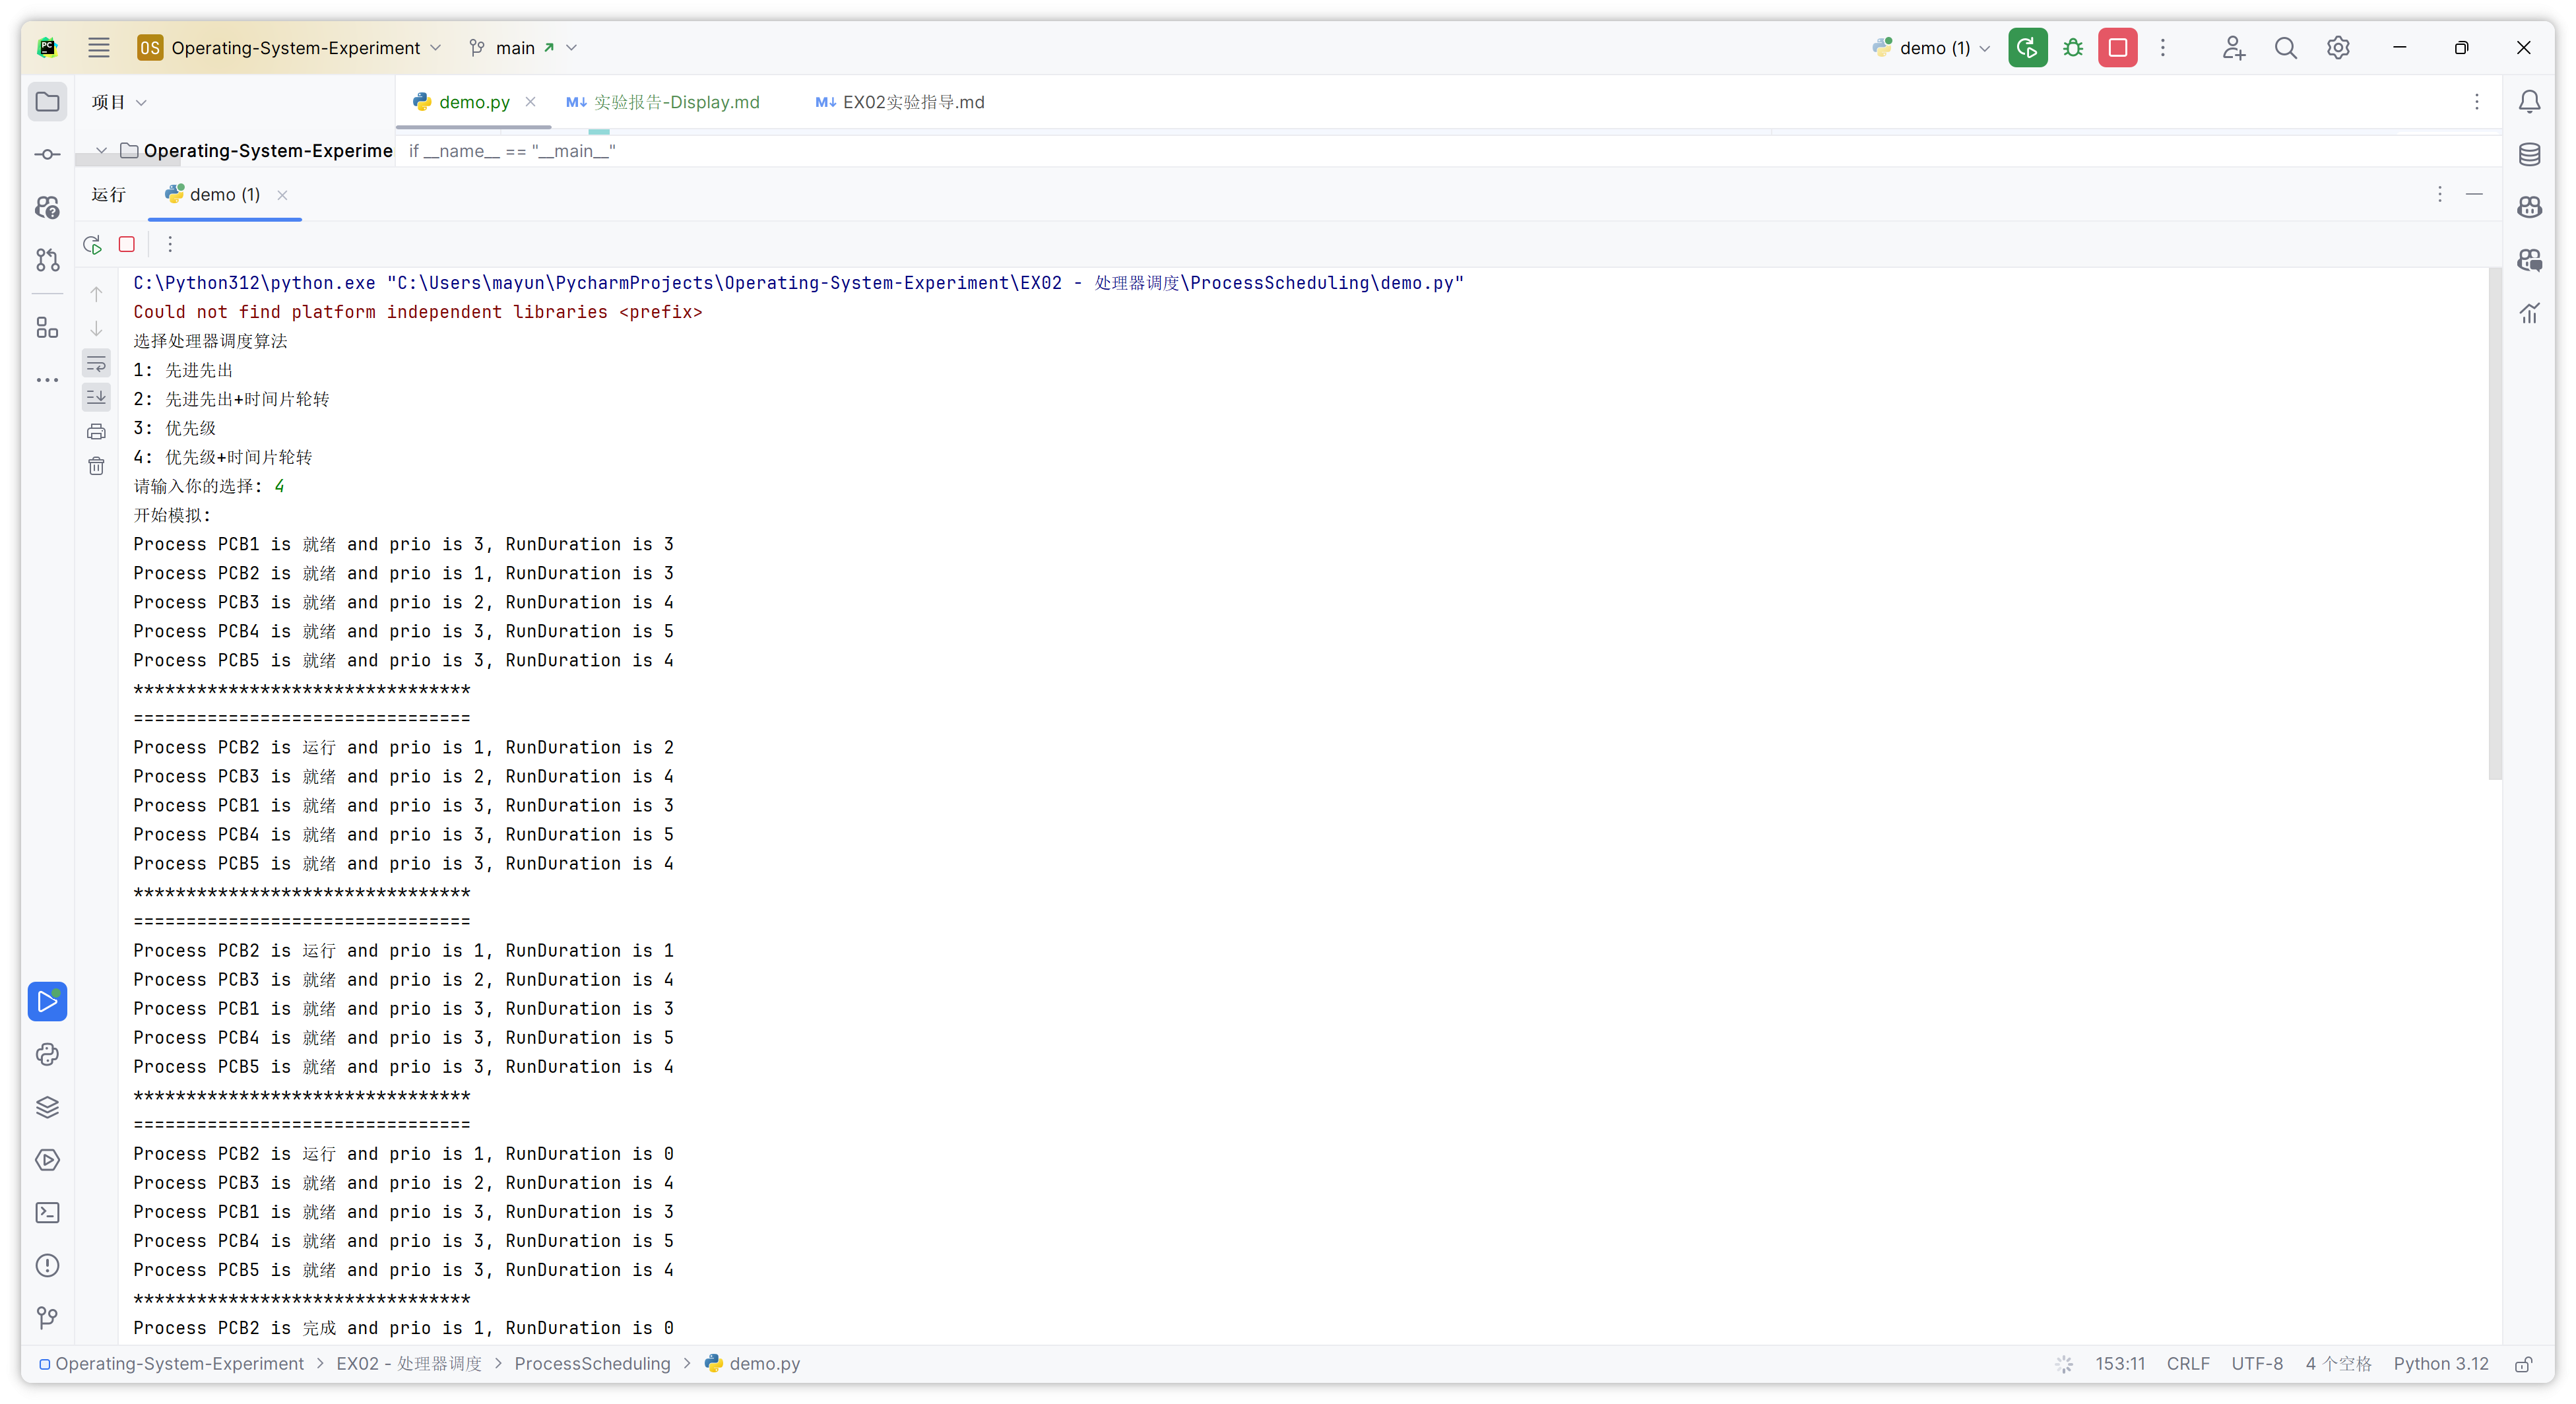 PC
OS Operating-System-Experiment main demo (1)
项目 demo.py M↓ 实验报告-Display.md M↓ EX02实验指导.md
Operating-System-Experime if __name__ == "__main__"
运行 demo (1)
C:\Python312\python.exe "C:\Users\mayun\PycharmProjects\Operating-System-Experiment\EX02 - 处理器调度\ProcessScheduling\demo.py"
Could not find platform independent libraries <prefix>
选择处理器调度算法
1: 先进先出
2: 先进先出+时间片轮转
3: 优先级
4: 优先级+时间片轮转
请输入你的选择: 4
开始模拟:
Process PCB1 is 就绪 and prio is 3, RunDuration is 3
Process PCB2 is 就绪 and prio is 1, RunDuration is 3
Process PCB3 is 就绪 and prio is 2, RunDuration is 4
Process PCB4 is 就绪 and prio is 3, RunDuration is 5
Process PCB5 is 就绪 and prio is 3, RunDuration is 4
********************************
================================
Process PCB2 is 运行 and prio is 1, RunDuration is 2
Process PCB3 is 就绪 and prio is 2, RunDuration is 4
Process PCB1 is 就绪 and prio is 3, RunDuration is 3
Process PCB4 is 就绪 and prio is 3, RunDuration is 5
Process PCB5 is 就绪 and prio is 3, RunDuration is 4
********************************
================================
Process PCB2 is 运行 and prio is 1, RunDuration is 1
Process PCB3 is 就绪 and prio is 2, RunDuration is 4
Process PCB1 is 就绪 and prio is 3, RunDuration is 3
Process PCB4 is 就绪 and prio is 3, RunDuration is 5
Process PCB5 is 就绪 and prio is 3, RunDuration is 4
********************************
================================
Process PCB2 is 运行 and prio is 1, RunDuration is 0
Process PCB3 is 就绪 and prio is 2, RunDuration is 4
Process PCB1 is 就绪 and prio is 3, RunDuration is 3
Process PCB4 is 就绪 and prio is 3, RunDuration is 5
Process PCB5 is 就绪 and prio is 3, RunDuration is 4
********************************
Process PCB2 is 完成 and prio is 1, RunDuration is 0
Operating-System-Experiment > EX02 - 处理器调度 > ProcessScheduling > demo.py 153:11 CRLF UTF-8 4 个空格 Python 3.12